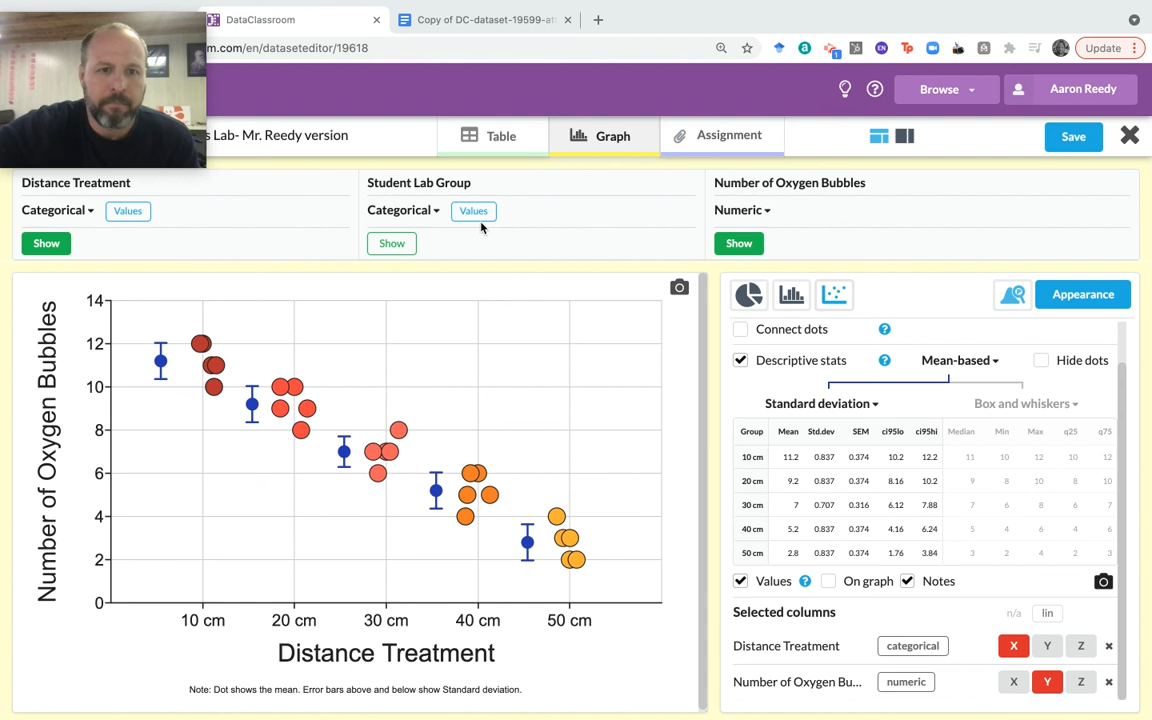 DataClassroom
Copy of DC-dataset-19599-at
m.com/en/dataseteditor/19618
Update
Browse
Aaron Reedy
s Lab- Mr. Reedy version
Table
Graph
Assignment
Save
Distance Treatment
Student Lab Group
Number of Oxygen Bubbles
Categorical
Values
Categorical
Values
Numeric
Show
Show
Show
Appearance
Connect dots
Descriptive stats
Mean-based
Hide dots
Standard deviation
Box and whiskers
Group Mean Std.dev SEM ci95lo ci95hi Median Min Max q25 q75
10 cm 11.2 0.837 0.374 10.2 12.2 11 10 12 11 12
20 cm 9.2 0.837 0.374 8.16 10.2 9 8 10 9 10
30 cm 7 0.707 0.316 6.12 7.88 7 6 8 7 7
40 cm 5.2 0.837 0.374 4.16 6.24 5 4 6 5 6
50 cm 2.8 0.837 0.374 1.76 3.84 3 2 4 2 3
Values
On graph
Notes
Selected columns
n/a
lin
Distance Treatment
categorical
X Y Z
Number of Oxygen Bu...
numeric
X Y Z
Number of Oxygen Bubbles
14
12
10
8
6
4
2
0
10 cm 20 cm 30 cm 40 cm 50 cm
Distance Treatment
Note: Dot shows the mean. Error bars above and below show Standard deviation.